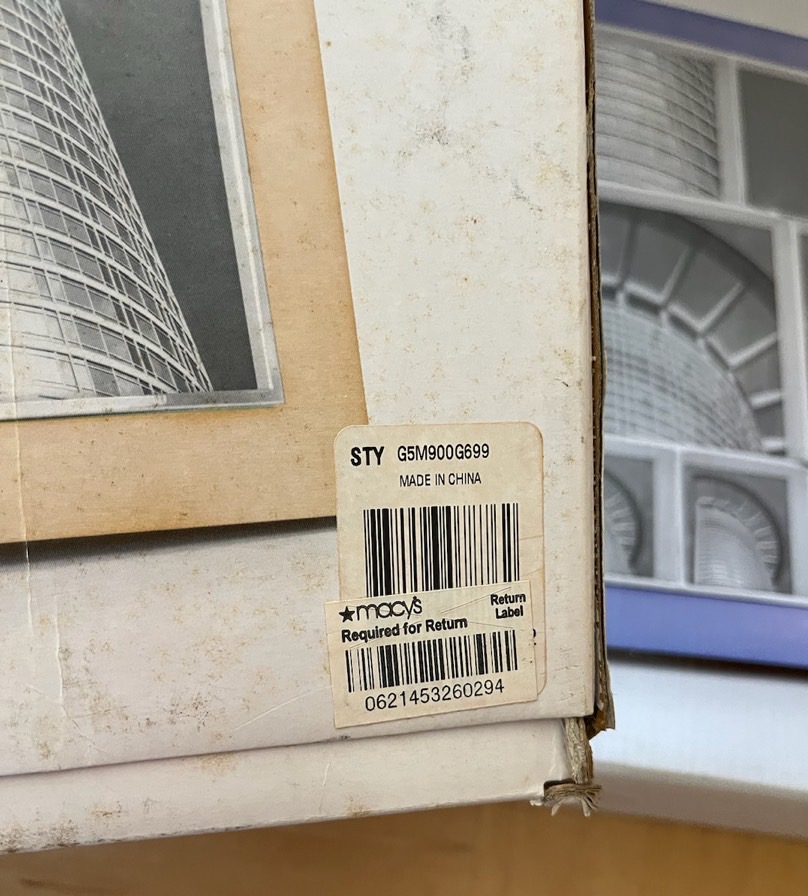 STY G5M900G699
MADE IN CHINA
macy's Return
Label
Required for Return
0621453260294